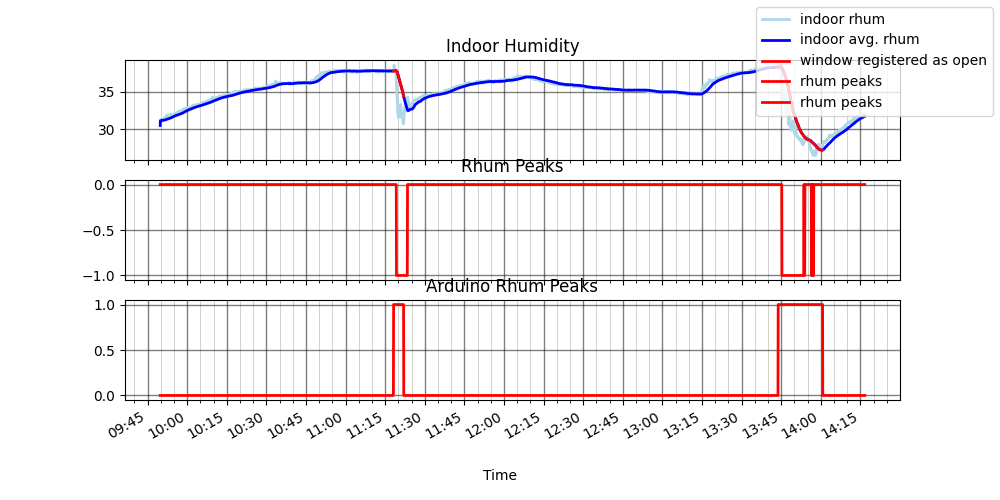 indoor rhum
indoor avg. rhum
window registered as open
rhum peaks
rhum peaks
Indoor Humidity
35
30
Rhum Peaks
0.0
−0.5
−1.0
Arduino Rhum Peaks
1.0
0.5
0.0
09:45 10:00 10:15 10:30 10:45 11:00 11:15 11:30 11:45 12:00 12:15 12:30 12:45 13:00 13:15 13:30 13:45 14:00 14:15
Time